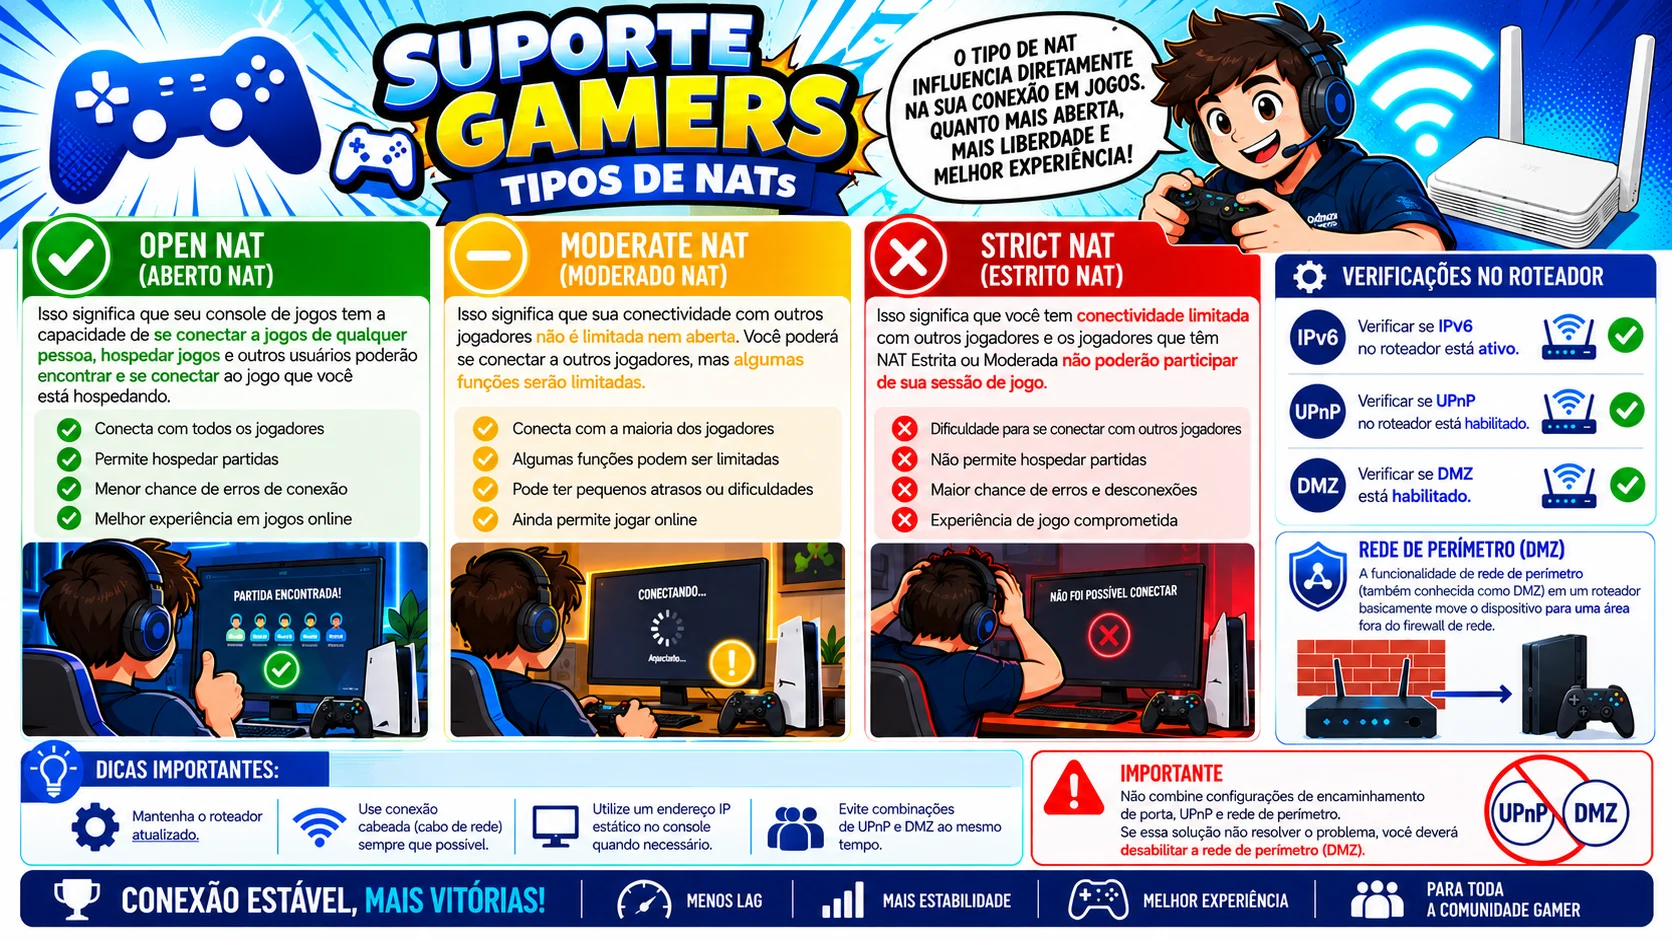 SUPORTE
GAMERS
TIPOS DE NATs
O TIPO DE NAT
INFLUENCIA DIRETAMENTE
NA SUA CONEXÃO EM JOGOS.
QUANTO MAIS ABERTA,
MAIS LIBERDADE E
MELHOR EXPERIÊNCIA!
OPEN NAT
(ABERTO NAT)
Isso significa que seu console de jogos tem a
capacidade de se conectar a jogos de qualquer
pessoa, hospedar jogos e outros usuários poderão
encontrar e se conectar ao jogo que você
está hospedando.
Conecta com todos os jogadores
Permite hospedar partidas
Menor chance de erros de conexão
Melhor experiência em jogos online
PARTIDA ENCONTRADA!
MODERATE NAT
(MODERADO NAT)
Isso significa que sua conectividade com outros
jogadores não é limitada nem aberta. Você poderá
se conectar a outros jogadores, mas algumas
funções serão limitadas.
Conecta com a maioria dos jogadores
Algumas funções podem ser limitadas
Pode ter pequenos atrasos ou dificuldades
Ainda permite jogar online
CONECTANDO...
STRICT NAT
(ESTRITO NAT)
Isso significa que você tem conectividade limitada
com outros jogadores e os jogadores que têm
NAT Estrita ou Moderada não poderão participar
de sua sessão de jogo.
Dificuldade para se conectar com outros jogadores
Não permite hospedar partidas
Maior chance de erros e desconexões
Experiência de jogo comprometida
NÃO FOI POSSÍVEL CONECTAR
VERIFICAÇÕES NO ROTEADOR
IPv6
Verificar se IPv6
no roteador está ativo.
UPnP
Verificar se UPnP
no roteador está habilitado.
DMZ
Verificar se DMZ
está habilitado.
REDE DE PERÍMETRO (DMZ)
A funcionalidade de rede de perímetro
(também conhecida como DMZ) em um roteador
basicamente move o dispositivo para uma área
fora do firewall de rede.
DICAS IMPORTANTES:
Mantenha o roteador
atualizado.
Use conexão
cabeada (cabo de rede)
sempre que possível.
Utilize um endereço IP
estático no console
quando necessário.
Evite combinações
de UPnP e DMZ ao mesmo
tempo.
IMPORTANTE
Não combine configurações de encaminhamento
de porta, UPnP e rede de perímetro.
Se essa solução não resolver o problema, você deverá
desabilitar a rede de perímetro (DMZ).
UPnP
DMZ
CONEXÃO ESTÁVEL, MAIS VITÓRIAS!
MENOS LAG
MAIS ESTABILIDADE
MELHOR EXPERIÊNCIA
PARA TODA
A COMUNIDADE GAMER